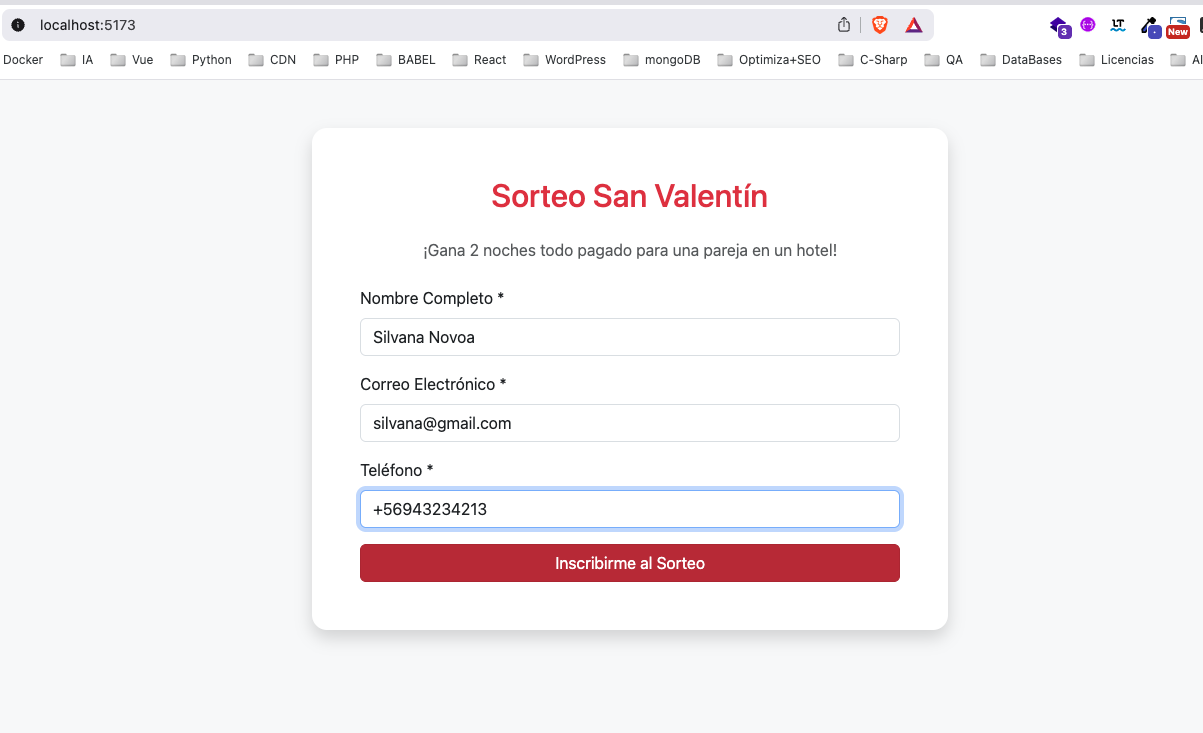 localhost:5173
3
LT
New
Docker IA Vue Python CDN PHP BABEL React WordPress mongoDB Optimiza+SEO C-Sharp QA DataBases Licencias
Sorteo San Valentín
¡Gana 2 noches todo pagado para una pareja en un hotel!
Nombre Completo *
Silvana Novoa
Correo Electrónico *
silvana@gmail.com
Teléfono *
+56943234213
Inscribirme al Sorteo